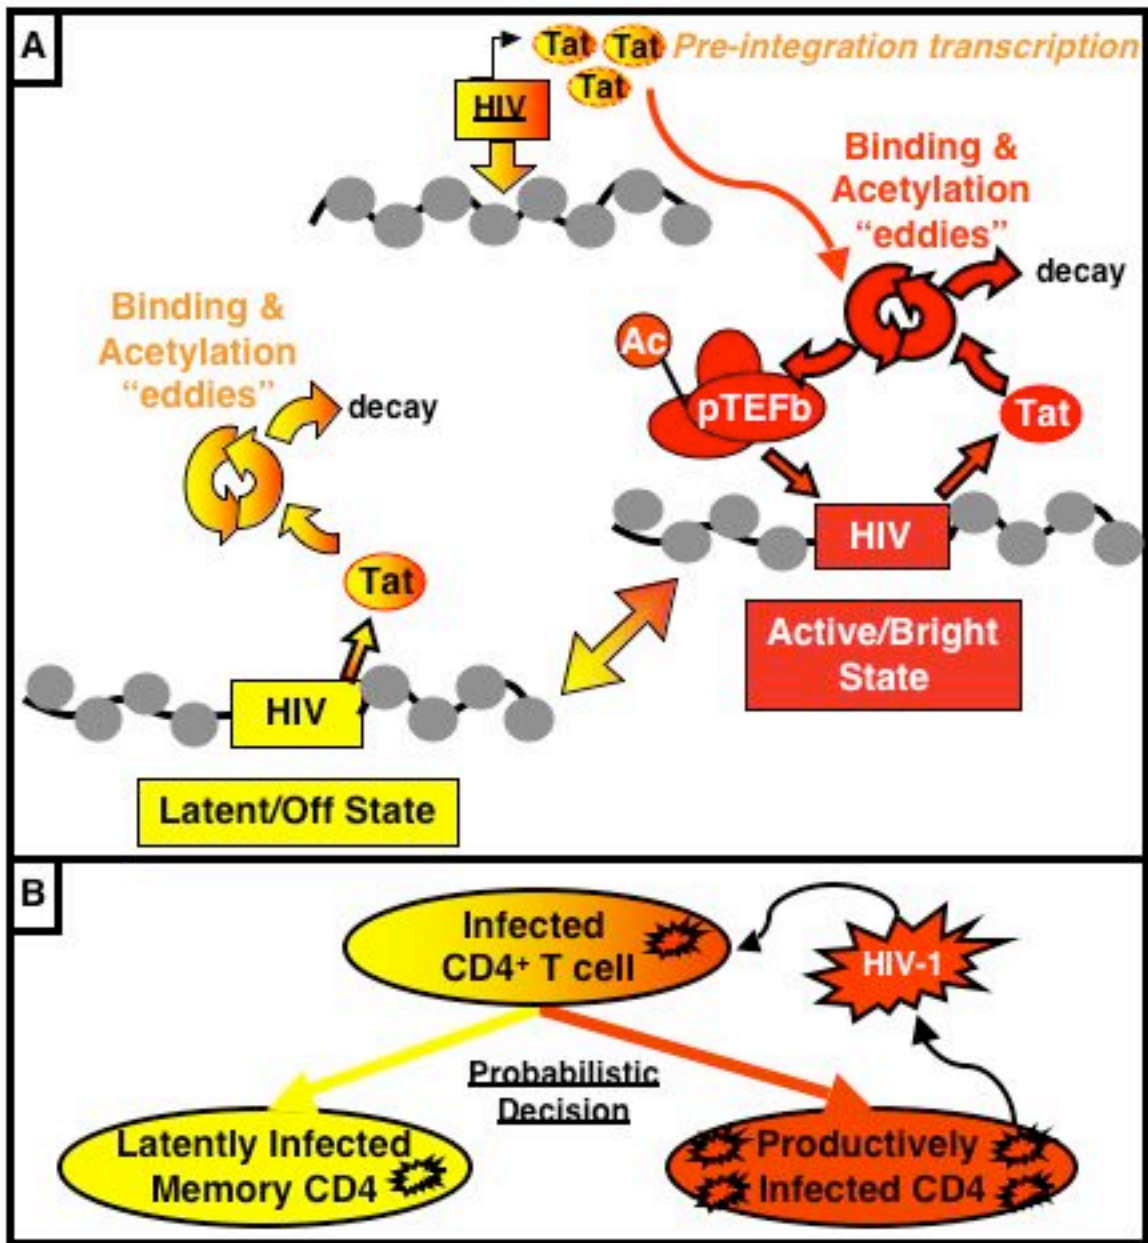 A
Tat
Tat
Tat
Pre-integration transcription
HIV
Binding &
Acetylation
“eddies”
decay
Ac
pTEFb
Tat
HIV
Active/Bright
State
Binding &
Acetylation
“eddies”
decay
Tat
HIV
Latent/Off State
B
Infected
CD4⁺ T cell
HIV-1
Probabilistic
Decision
Latently Infected
Memory CD4
Productively
Infected CD4